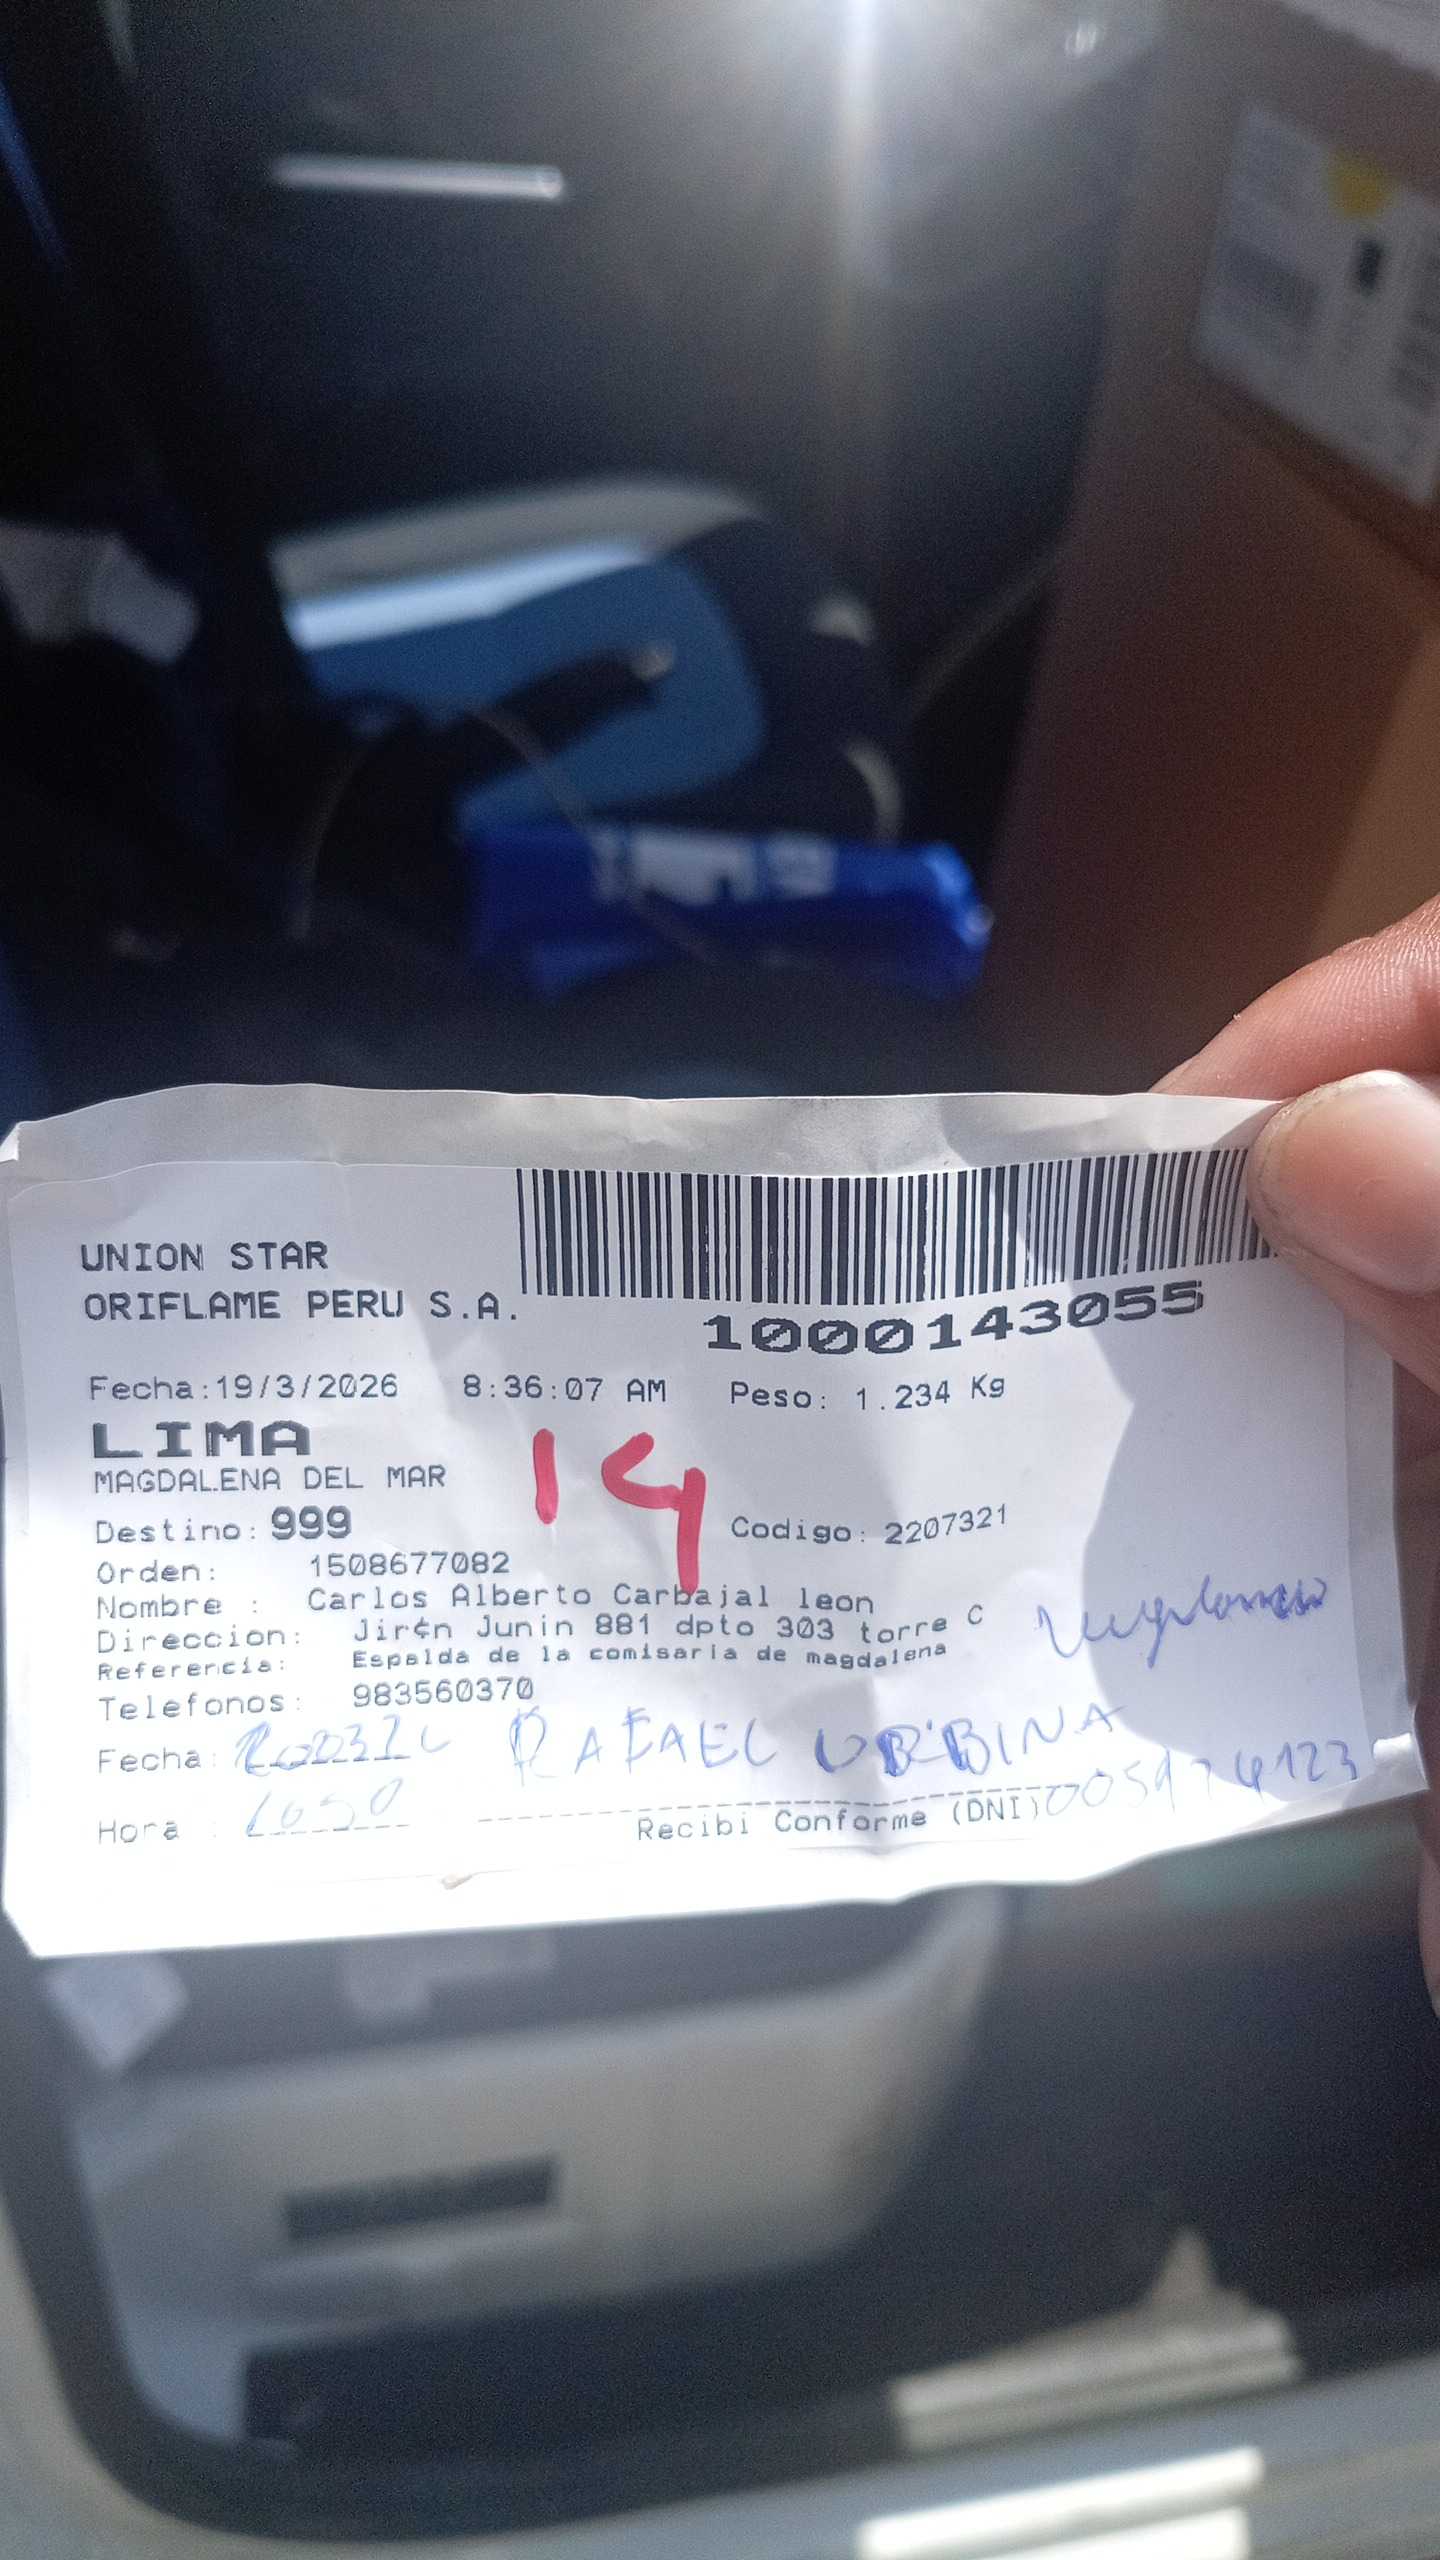 UNION STAR
ORIFLAME PERU S.A.
1000143055
Fecha:19/3/2026 8:36:07 AM Peso: 1.234 Kg
LIMA
MAGDALENA DEL MAR
14
Destino: 999 Codigo: 2207321
Orden: 1508677082
Nombre : Carlos Alberto Carbajal leon
Direccion: Jir¢n Junin 881 dpto 303 torre C
Referencia: Espalda de la comisaria de magdalena
Telefonos: 983560370
Fecha: RAFAEL URBINA
Hora : 1050 Recibi Conforme (DNI)